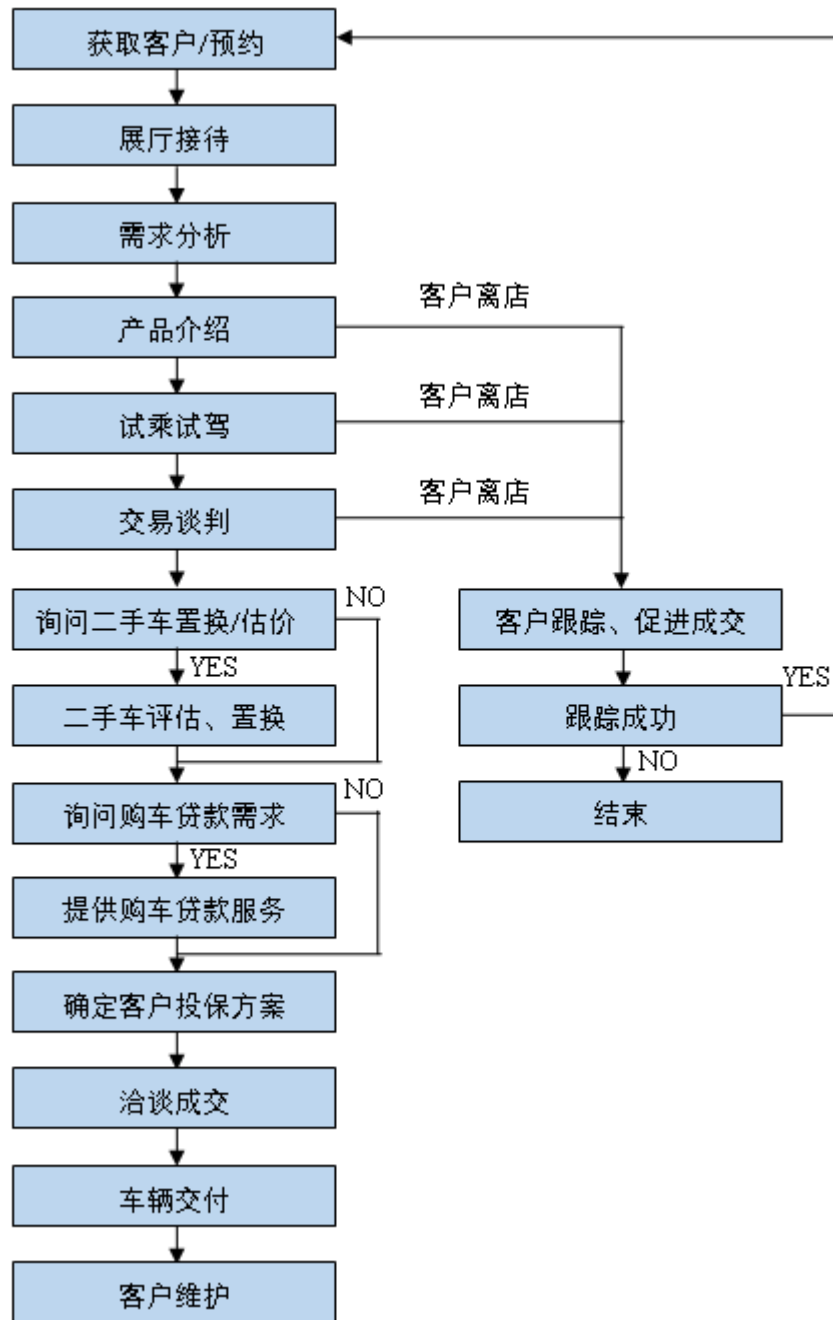 获取客户/预约
展厅接待
需求分析
客户离店
产品介绍
客户离店
试乘试驾
客户离店
交易谈判
询问二手车置换/估价
NO
客户跟踪、促进成交
YES
YES
二手车评估、置换
跟踪成功
NO
询问购车贷款需求
NO
结束
YES
提供购车贷款服务
确定客户投保方案
洽谈成交
车辆交付
客户维护